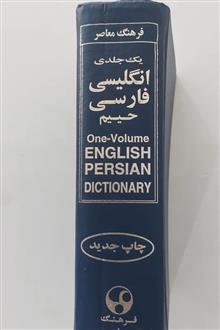 فرهنگ معاصر
یک جلدی
انگلیسی
فارسی
حییم
One-Volume
ENGLISH
PERSIAN
DICTIONARY
چاپ جدید
فرهنگ